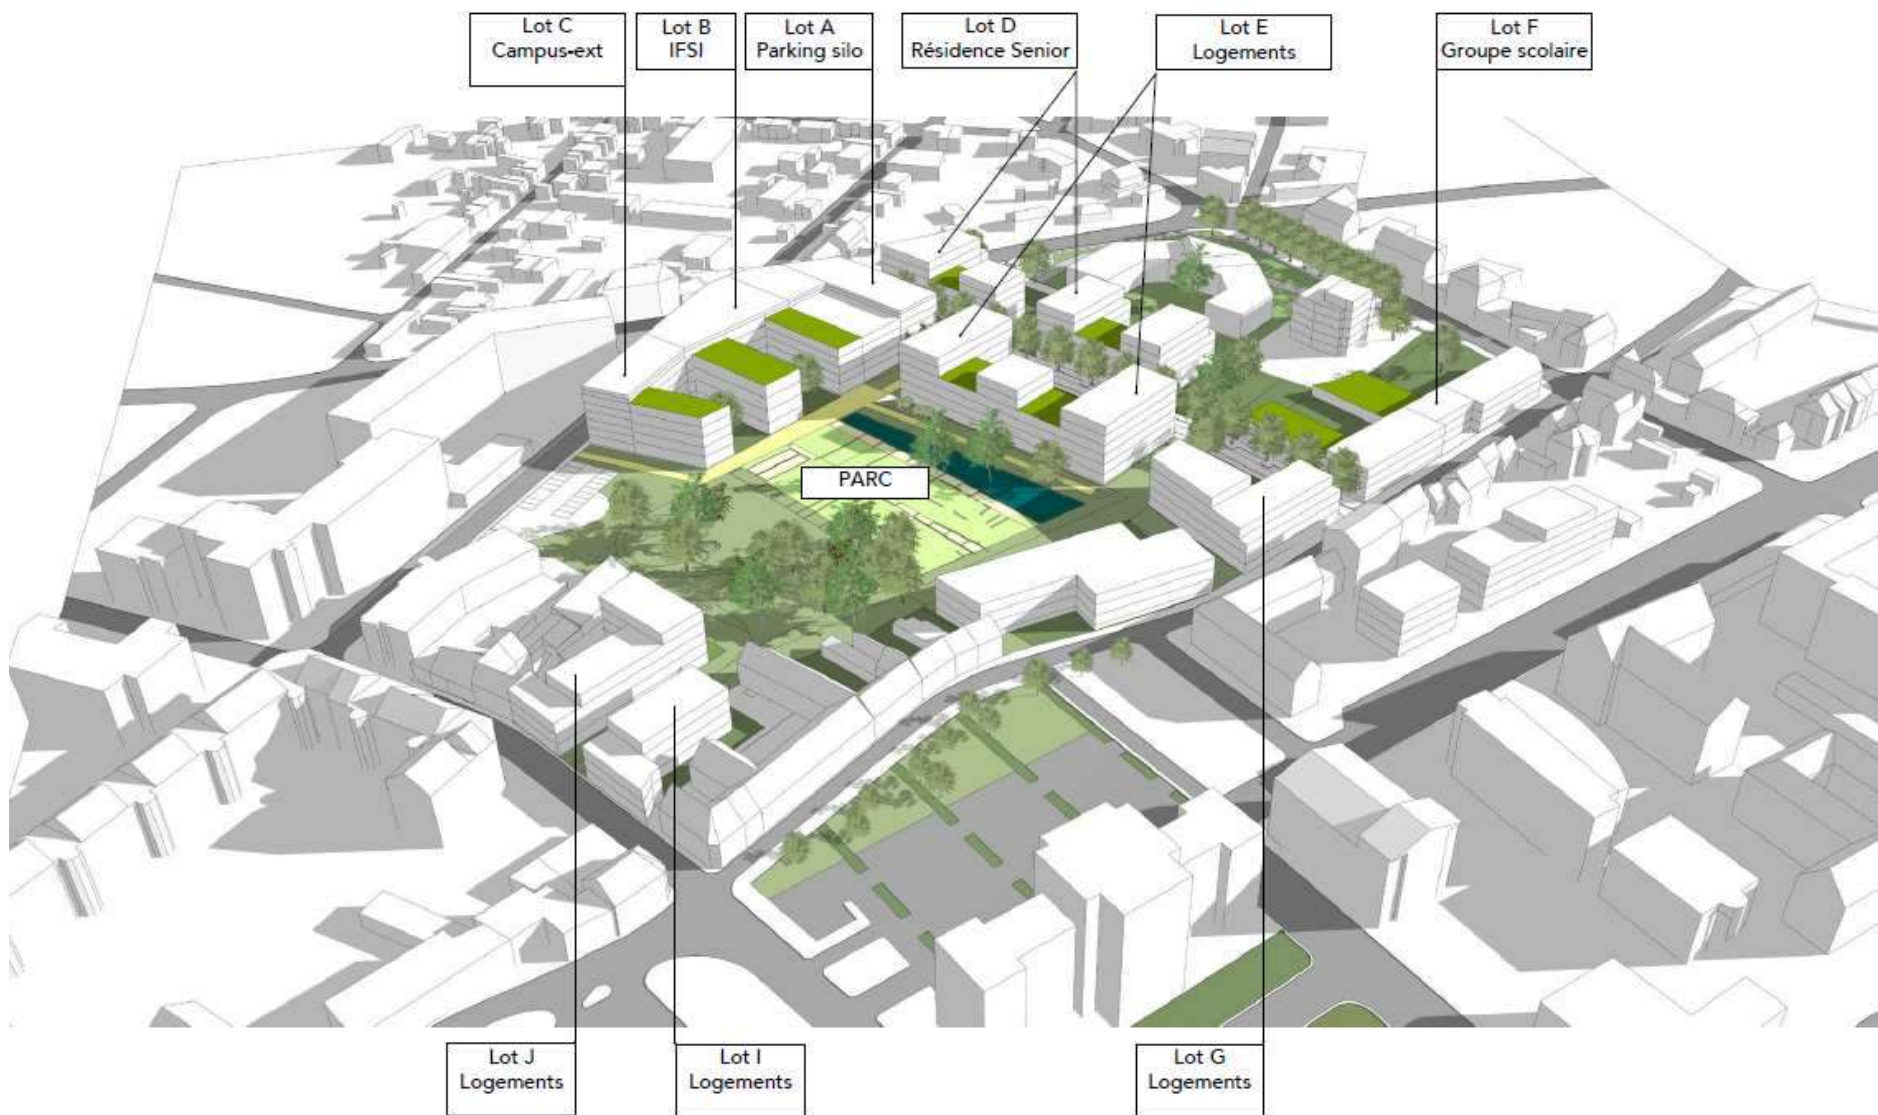 Lot C
Campus-ext
Lot B
IFSI
Lot A
Parking silo
Lot D
Résidence Senior
Lot E
Logements
Lot F
Groupe scolaire
PARC
Lot J
Logements
Lot I
Logements
Lot G
Logements